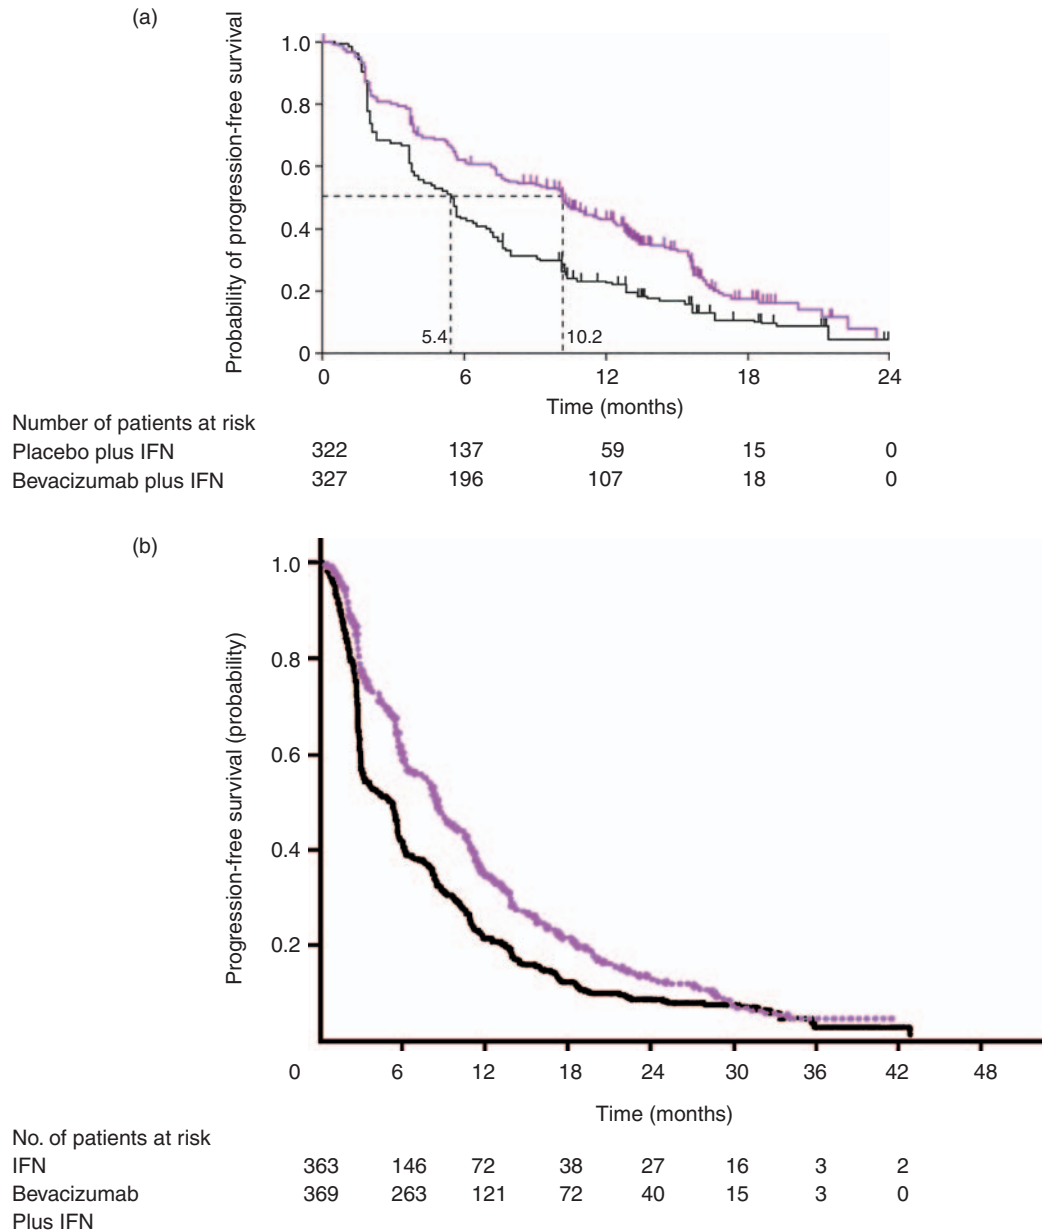 (a)
Probability of progression-free survival
1.0
0.8
0.6
0.4
0.2
0
5.4
10.2
0 6 12 18 24
Time (months)
Number of patients at risk
Placebo plus IFN 322 137 59 15 0
Bevacizumab plus IFN 327 196 107 18 0
(b)
Progression-free survival (probability)
1.0
0.8
0.6
0.4
0.2
0 6 12 18 24 30 36 42 48
Time (months)
No. of patients at risk
IFN 363 146 72 38 27 16 3 2
Bevacizumab 369 263 121 72 40 15 3 0
Plus IFN